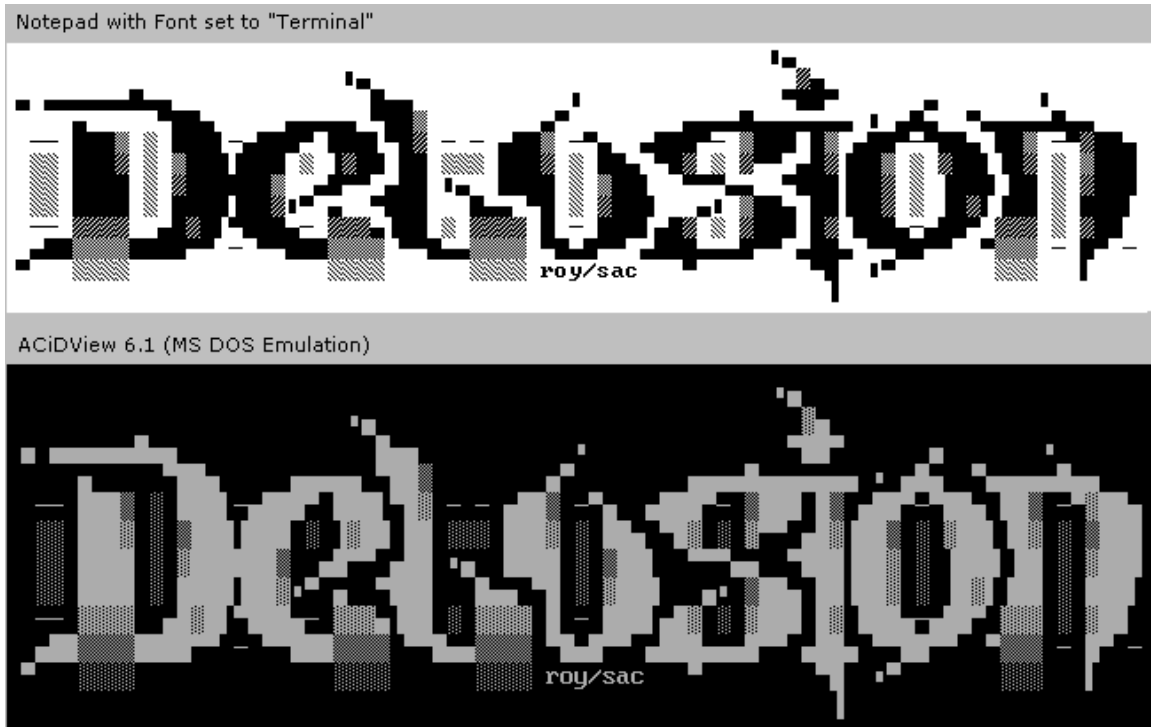 Notepad with Font set to "Terminal"
Delusion
roy/sac
ACiDView 6.1 (MS DOS Emulation)
Delusion
roy/sac